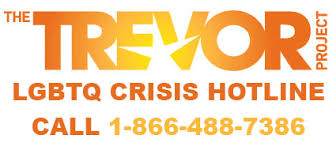 THE TREVOR PROJECT
LGBTQ CRISIS HOTLINE
CALL 1-866-488-7386